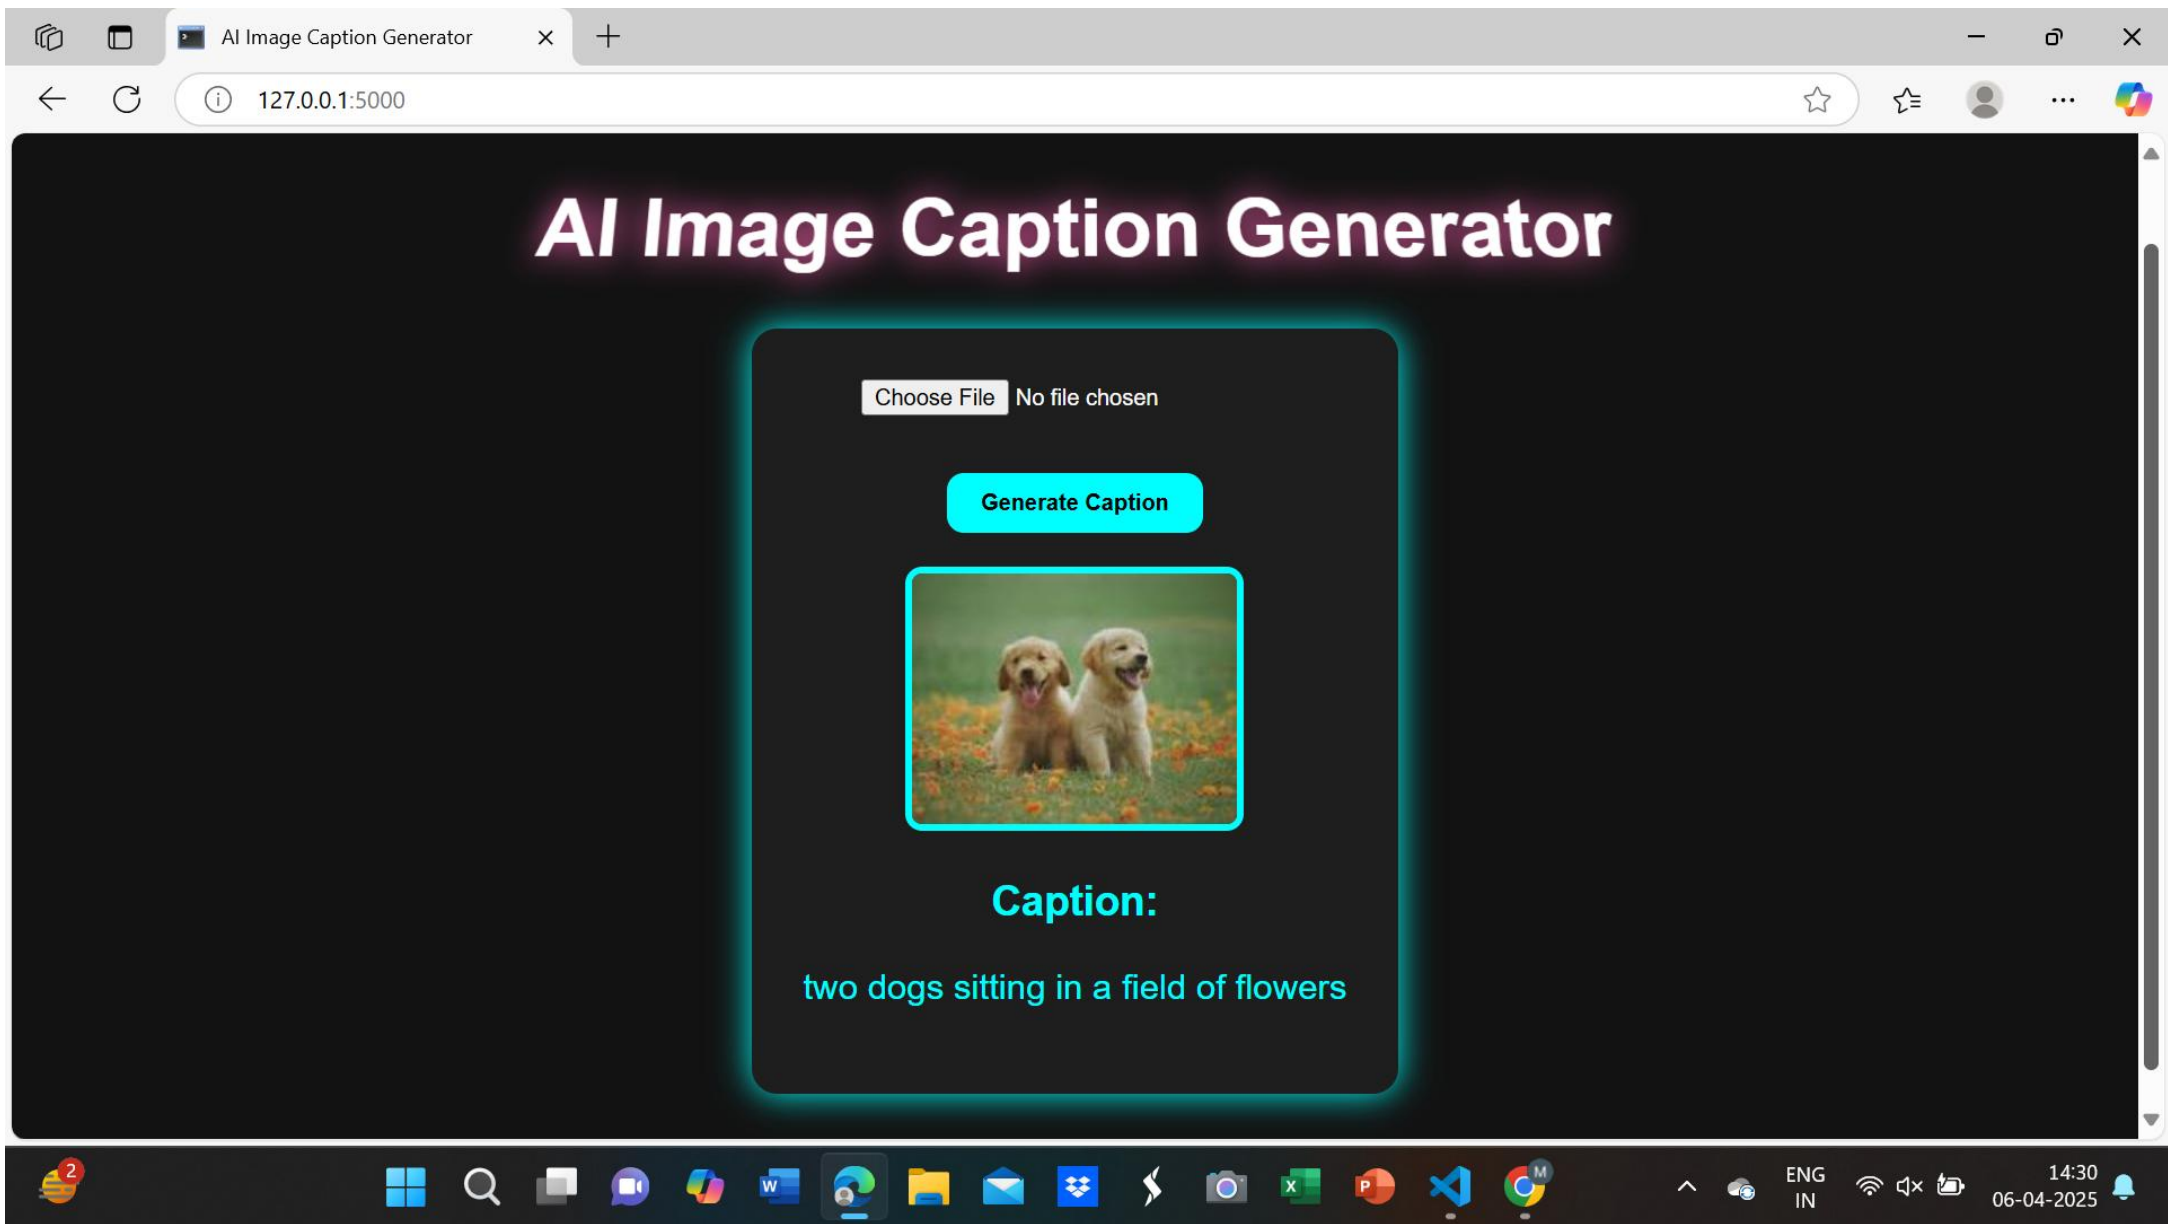 AI Image Caption Generator
127.0.0.1:5000
AI Image Caption Generator
Choose File No file chosen
Generate Caption
Caption:
two dogs sitting in a field of flowers
2
W
X
P
M
ENG
IN
14:30
06-04-2025